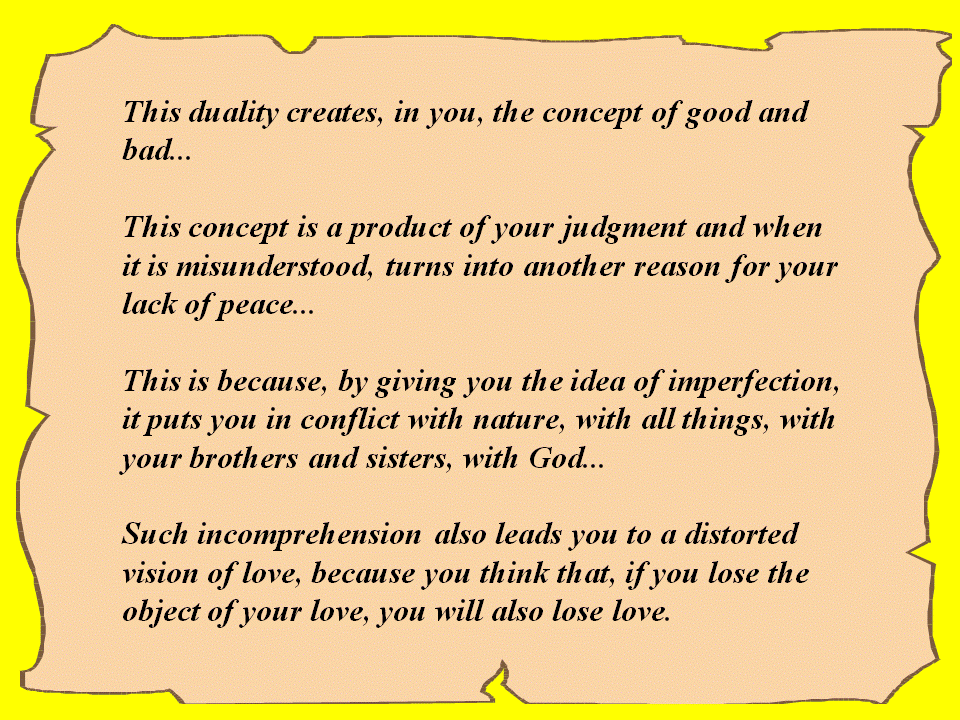 This duality creates, in you, the concept of good and
bad...
This concept is a product of your judgment and when
it is misunderstood, turns into another reason for your
lack of peace...
This is because, by giving you the idea of imperfection,
it puts you in conflict with nature, with all things, with
your brothers and sisters, with God...
Such incomprehension also leads you to a distorted
vision of love, because you think that, if you lose the
object of your love, you will also lose love.